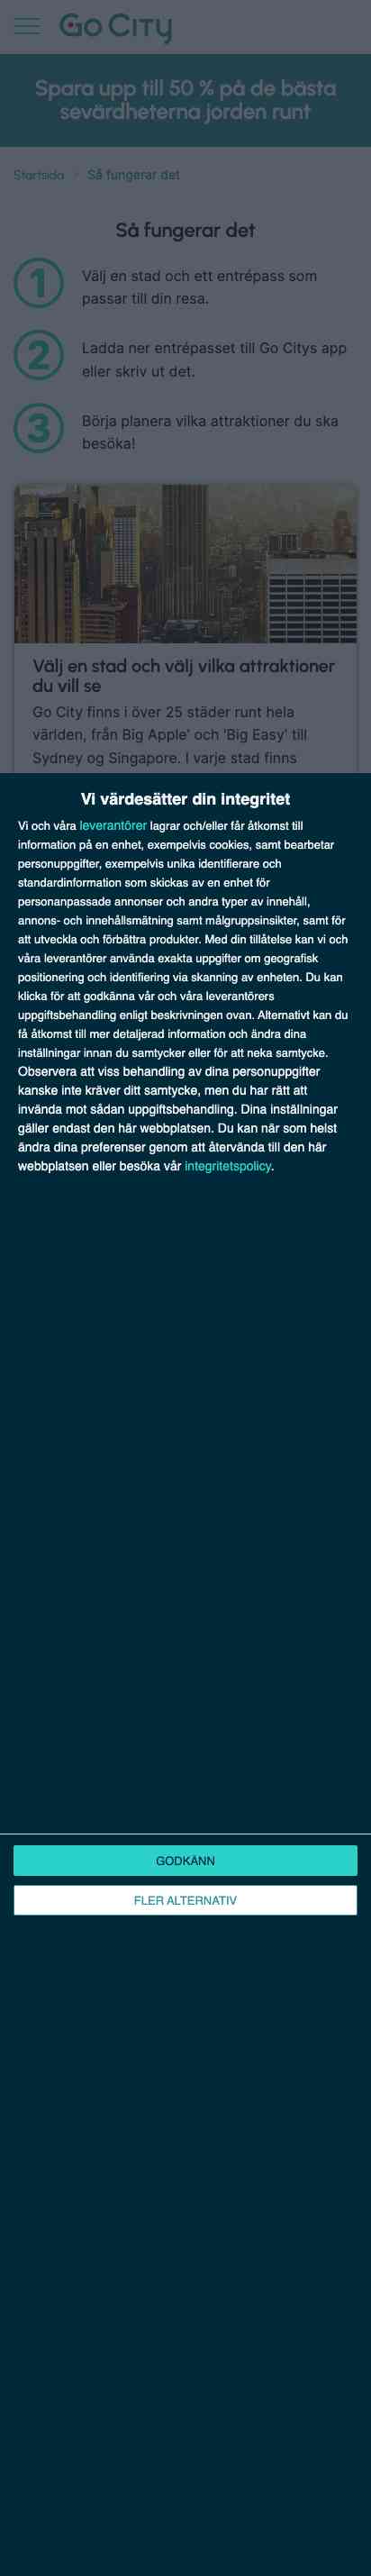 Go City
Spara upp till 50 % på de bästa
sevärdheterna jorden runt
Startsida > Så fungerar det
Så fungerar det
1 Välj en stad och ett entrépass som
passar till din resa.
2 Ladda ner entrépasset till Go Citys app
eller skriv ut det.
3 Börja planera vilka attraktioner du ska
besöka!
Välj en stad och välj vilka attraktioner
du vill se
Go City finns i över 25 städer runt hela
världen, från Big Apple' och 'Big Easy' till
Sydney og Singapore. I varje stad finns
Vi värdesätter din integritet
Vi och våra leverantörer lagrar och/eller får åtkomst till
information på en enhet, exempelvis cookies, samt bearbetar
personuppgifter, exempelvis unika identifierare och
standardinformation som skickas av en enhet för
personanpassade annonser och andra typer av innehåll,
annons- och innehållsmätning samt målgruppsinsikter, samt för
att utveckla och förbättra produkter. Med din tillåtelse kan vi och
våra leverantörer använda exakta uppgifter om geografisk
positionering och identifiering via skanning av enheten. Du kan
klicka för att godkänna vår och våra leverantörers
uppgiftsbehandling enligt beskrivningen ovan. Alternativt kan du
få åtkomst till mer detaljerad information och ändra dina
inställningar innan du samtycker eller för att neka samtycke.
Observera att viss behandling av dina personuppgifter
kanske inte kräver ditt samtycke, men du har rätt att
invända mot sådan uppgiftsbehandling. Dina inställningar
gäller endast den här webbplatsen. Du kan när som helst
ändra dina preferenser genom att återvända till den här
webbplatsen eller besöka vår integritetspolicy.
GODKÄNN
FLER ALTERNATIV